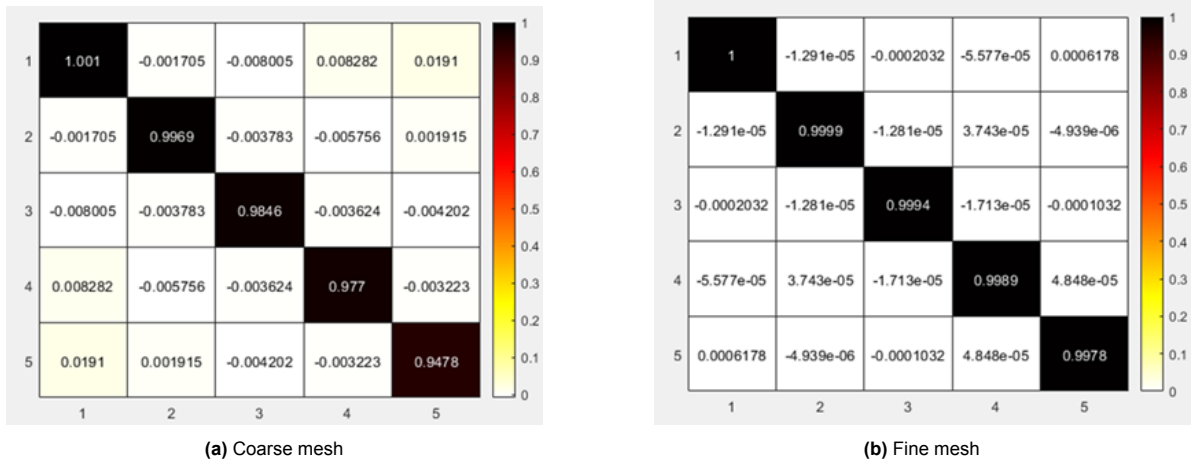 1 1.001 -0.001705 -0.008005 0.008282 0.0191
2 -0.001705 0.9969 -0.003783 -0.005756 0.001915
3 -0.008005 -0.003783 0.9846 -0.003624 -0.004202
4 0.008282 -0.005756 -0.003624 0.977 -0.003223
5 0.0191 0.001915 -0.004202 -0.003223 0.9478
1 2 3 4 5
1
0.9
0.8
0.7
0.6
0.5
0.4
0.3
0.2
0.1
0
(a) Coarse mesh
1 1 -1.291e-05 -0.0002032 -5.577e-05 0.0006178
2 -1.291e-05 0.9999 -1.281e-05 3.743e-05 -4.939e-06
3 -0.0002032 -1.281e-05 0.9994 -1.713e-05 -0.0001032
4 -5.577e-05 3.743e-05 -1.713e-05 0.9989 4.848e-05
5 0.0006178 -4.939e-06 -0.0001032 4.848e-05 0.9978
1 2 3 4 5
1
0.9
0.8
0.7
0.6
0.5
0.4
0.3
0.2
0.1
0
(b) Fine mesh